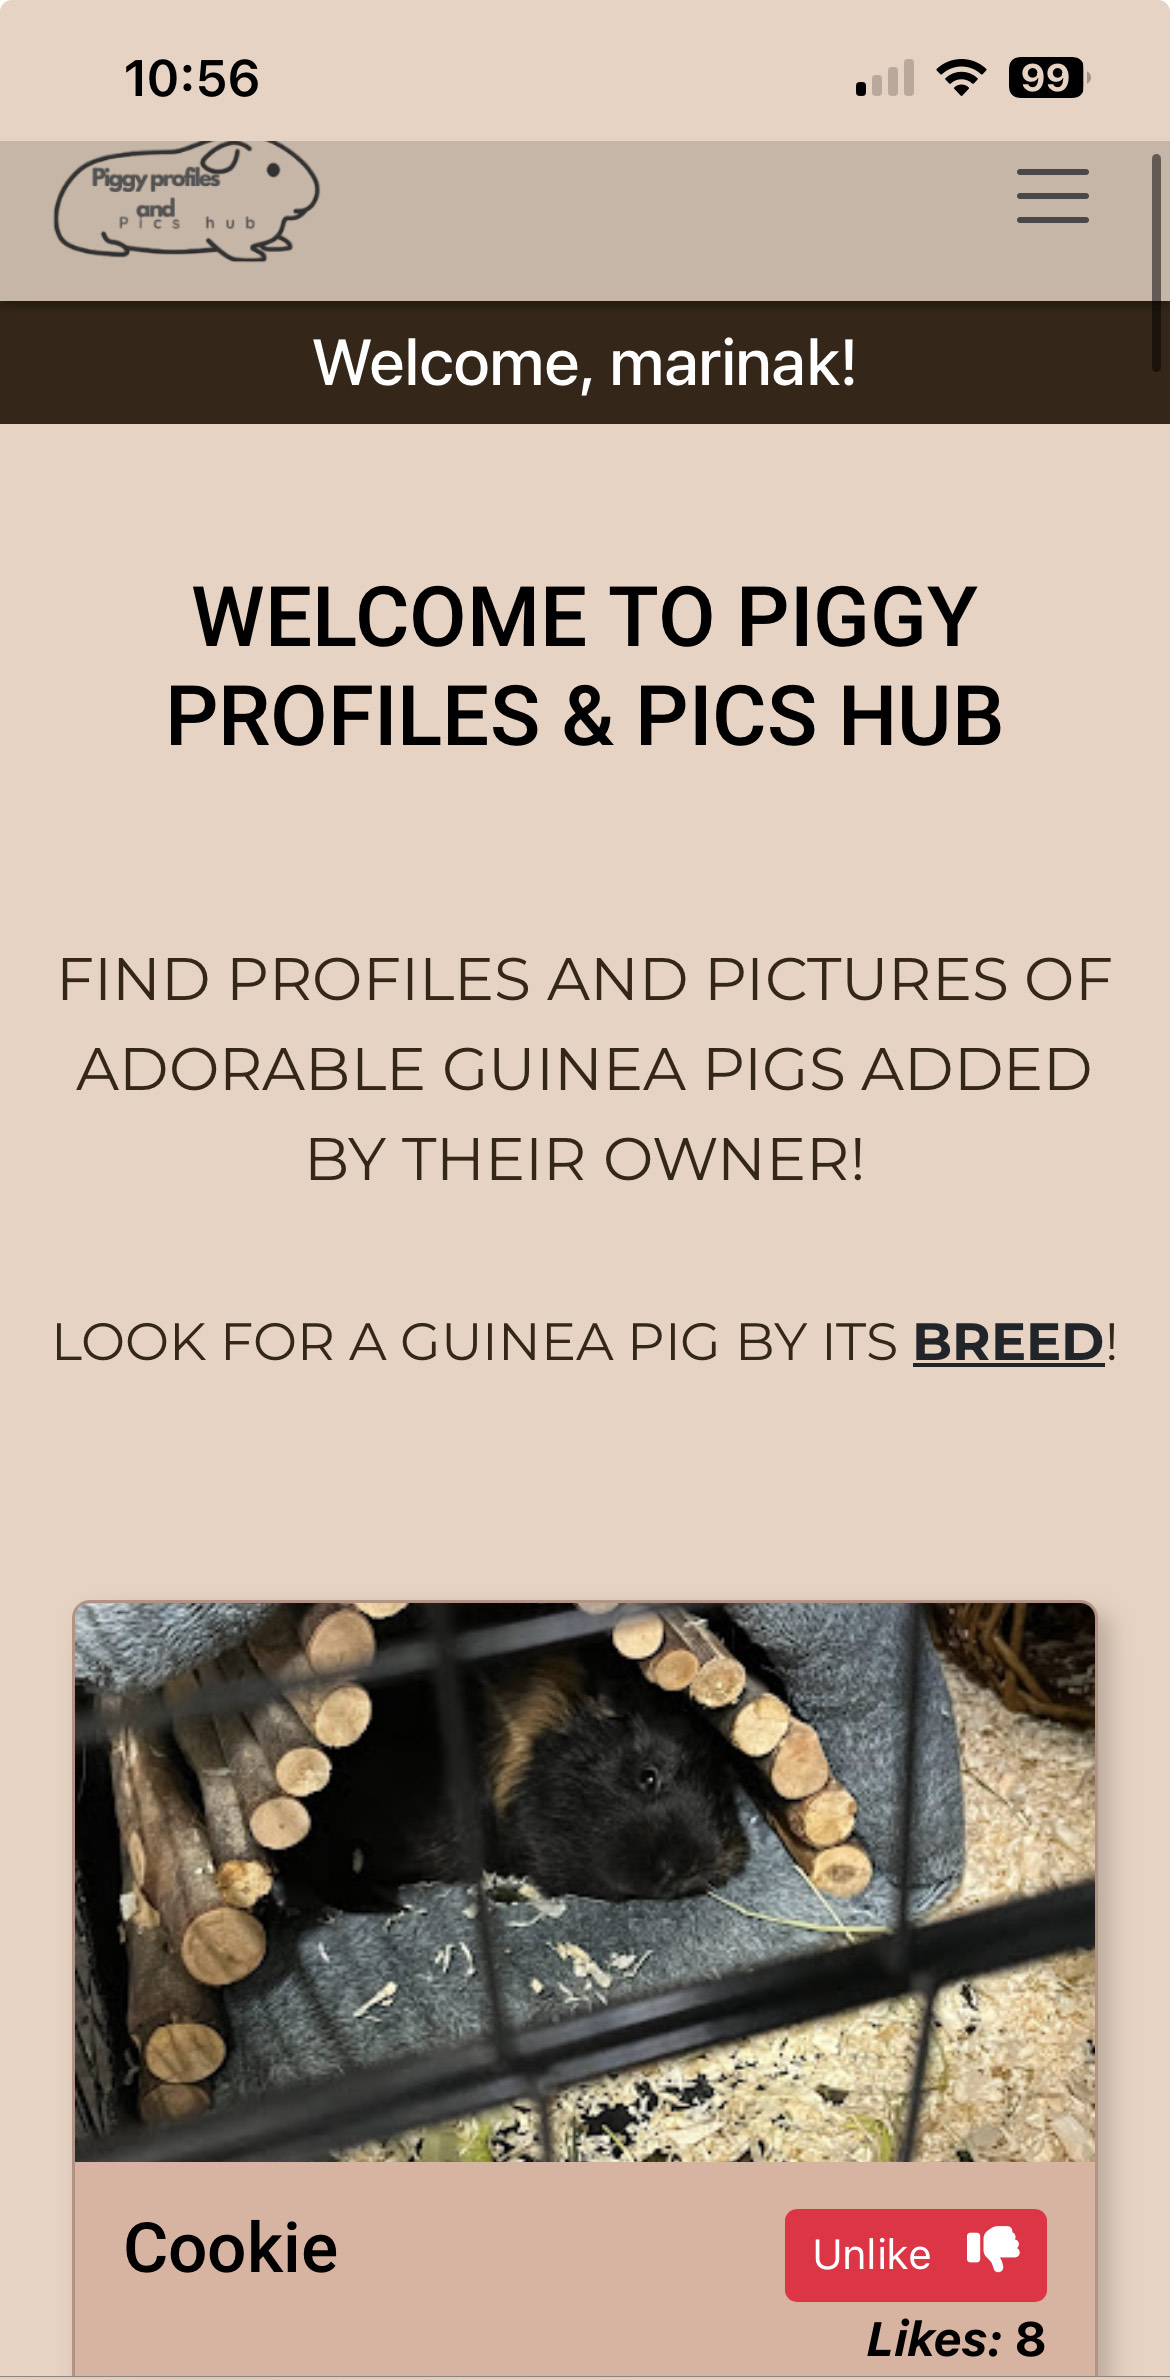 10:56
99
Piggy profiles
and
Pics hub
Welcome, marinak!
WELCOME TO PIGGY
PROFILES & PICS HUB
FIND PROFILES AND PICTURES OF
ADORABLE GUINEA PIGS ADDED
BY THEIR OWNER!
LOOK FOR A GUINEA PIG BY ITS BREED!
Cookie
Unlike
Likes: 8